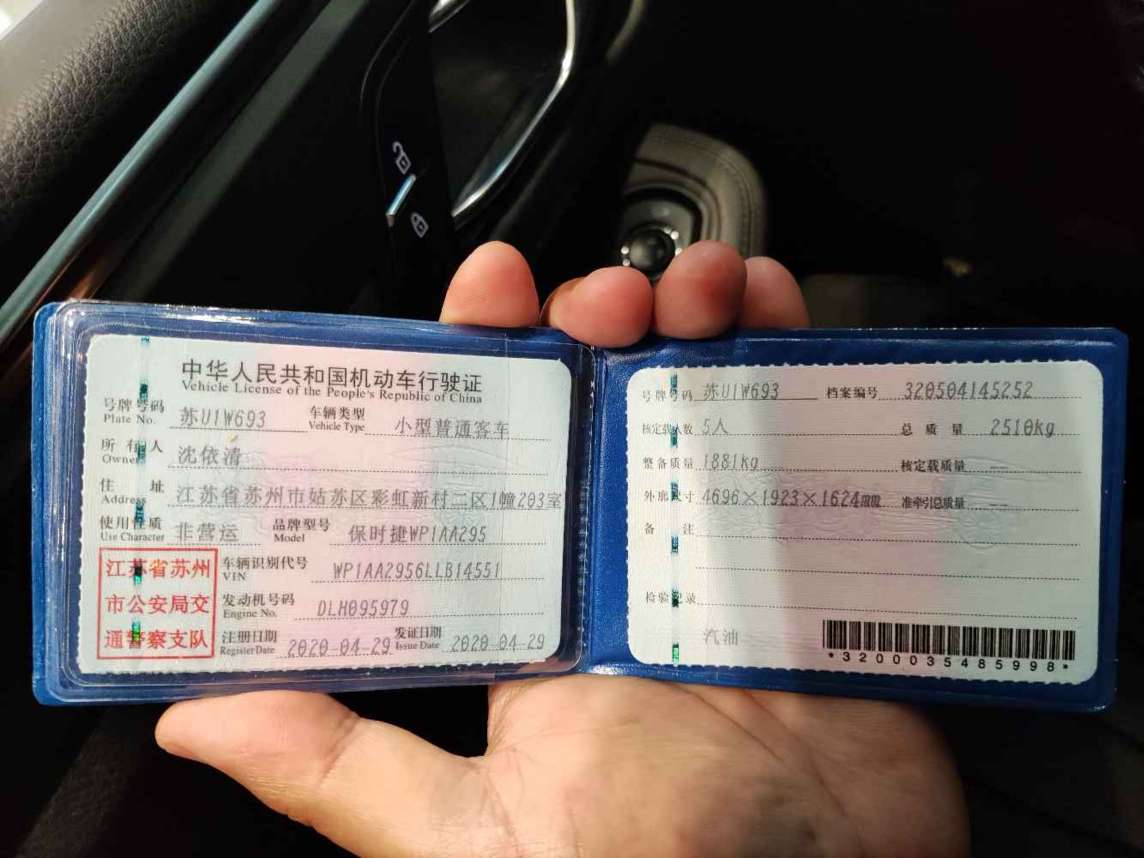 中华人民共和国机动车行驶证
Vehicle License of the People's Republic of China
号牌号码 苏U1W693 车辆类型 小型普通客车
Plate No. Vehicle Type
所有人 沈依清
Owner
住址 江苏省苏州市姑苏区彩虹新村二区1幢203室
Address
使用性质 非营运 品牌型号 保时捷WP1AA295
Use Character Model
江苏省苏州
市公安局交
通警察支队
车辆识别代号 WP1AA2956LLB14551
VIN
发动机号码 DLH095979
Engine No.
注册日期 2020-04-29 发证日期 2020-04-29
Register Date Issue Date
号牌号码 苏U1W693 档案编号 320504145252
核定载人数 5人 总质量 2510kg
整备质量 1881kg 核定载质量 --
外廓尺寸 4696×1923×1624毫米 准牵引总质量 --
备注
检验记录
汽油
*3200035485998*